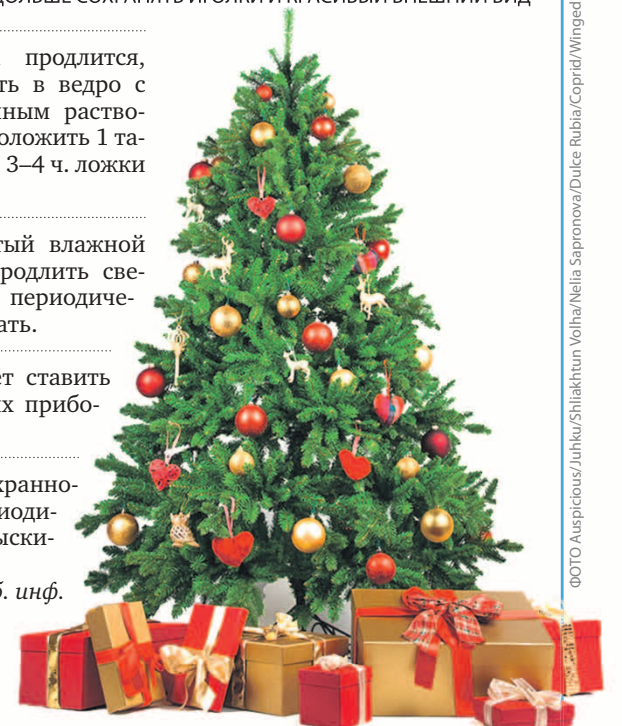 ДОЛЬШЕ СОХРАНЯТЬ ИГОЛКИ И КРАСИВЫЙ ВНЕШНИЙ ВИД
продлится,
ть в ведро с
нным раство-
оложить 1 та-
3–4 ч. ложки
тый влажной
родлить све-
периодиче-
ать.
ет ставить
их прибо-
хранно-
иоди-
ыски-
б. инф.
ФОТО Auspicious/Juhku/Shliakhtun Volha/Nelia Sapronova/Dulce Rubia/Coprid/Winged